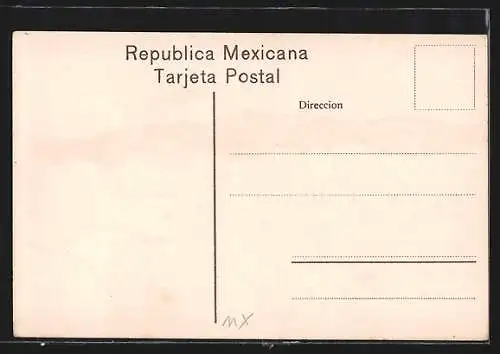 Republica Mexicana
Tarjeta Postal
Direccion
MX